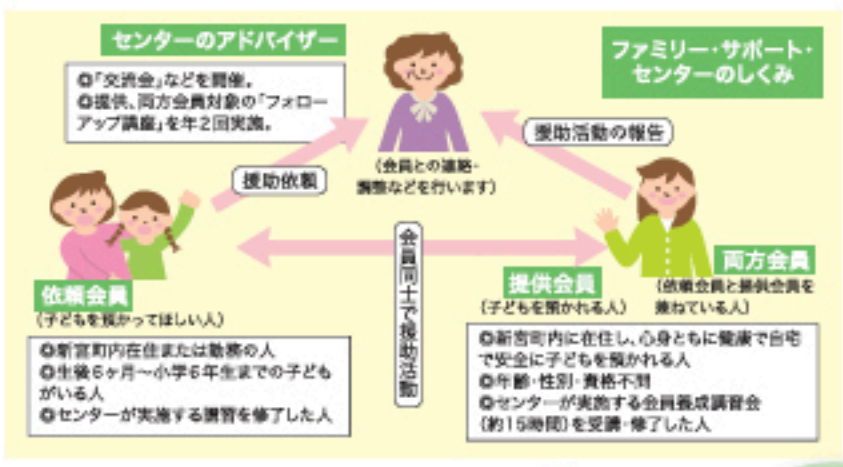 センターのアドバイザー
◎「交流会」などを開催。
◎提供、両方会員対象の「フォロー
アップ講座」を年2回実施。
ファミリー・サポート・
センターのしくみ
援助活動の報告
(会員との連絡・
調整などを行います)
援助依頼
会員同士で援助活動
依頼会員
(子どもを預かってほしい人)
◎新宮町内在住または勤務の人
◎生後6ヶ月〜小学6年生までの子ども
がいる人
◎センターが実施する講習を修了した人
提供会員
(子どもを預かれる人)
両方会員
(依頼会員と提供会員を
兼ねている人)
◎新宮町内に在住し、心身ともに健康で自宅
で安全に子どもを預かれる人
◎年齢・性別・資格不問
◎センターが実施する会員養成講習会
(約15時間)を受講・修了した人